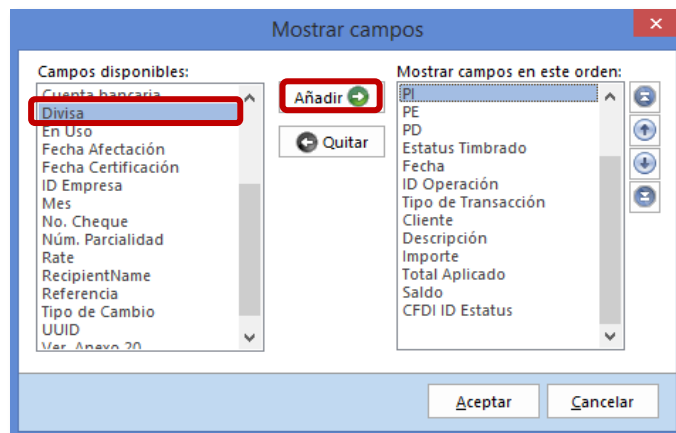 Mostrar campos
Campos disponibles:
Cuenta bancaria
Divisa
En Uso
Fecha Afectación
Fecha Certificación
ID Empresa
Mes
No. Cheque
Núm. Parcialidad
Rate
RecipientName
Referencia
Tipo de Cambio
UUID
Ver. Anexo 20
Añadir
Quitar
Mostrar campos en este orden:
PI
PE
PD
Estatus Timbrado
Fecha
ID Operación
Tipo de Transacción
Cliente
Descripción
Importe
Total Aplicado
Saldo
CFDI ID Estatus
Aceptar
Cancelar